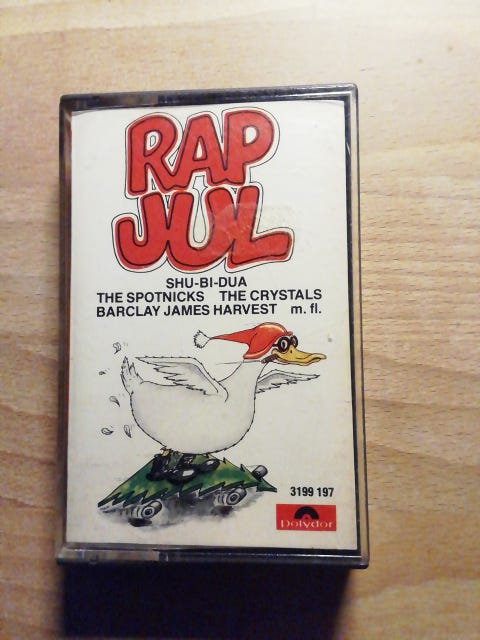 RAP
JUL
SHU-BI-DUA
THE SPOTNICKS THE CRYSTALS
BARCLAY JAMES HARVEST m. fl.
3199 197
Polydor